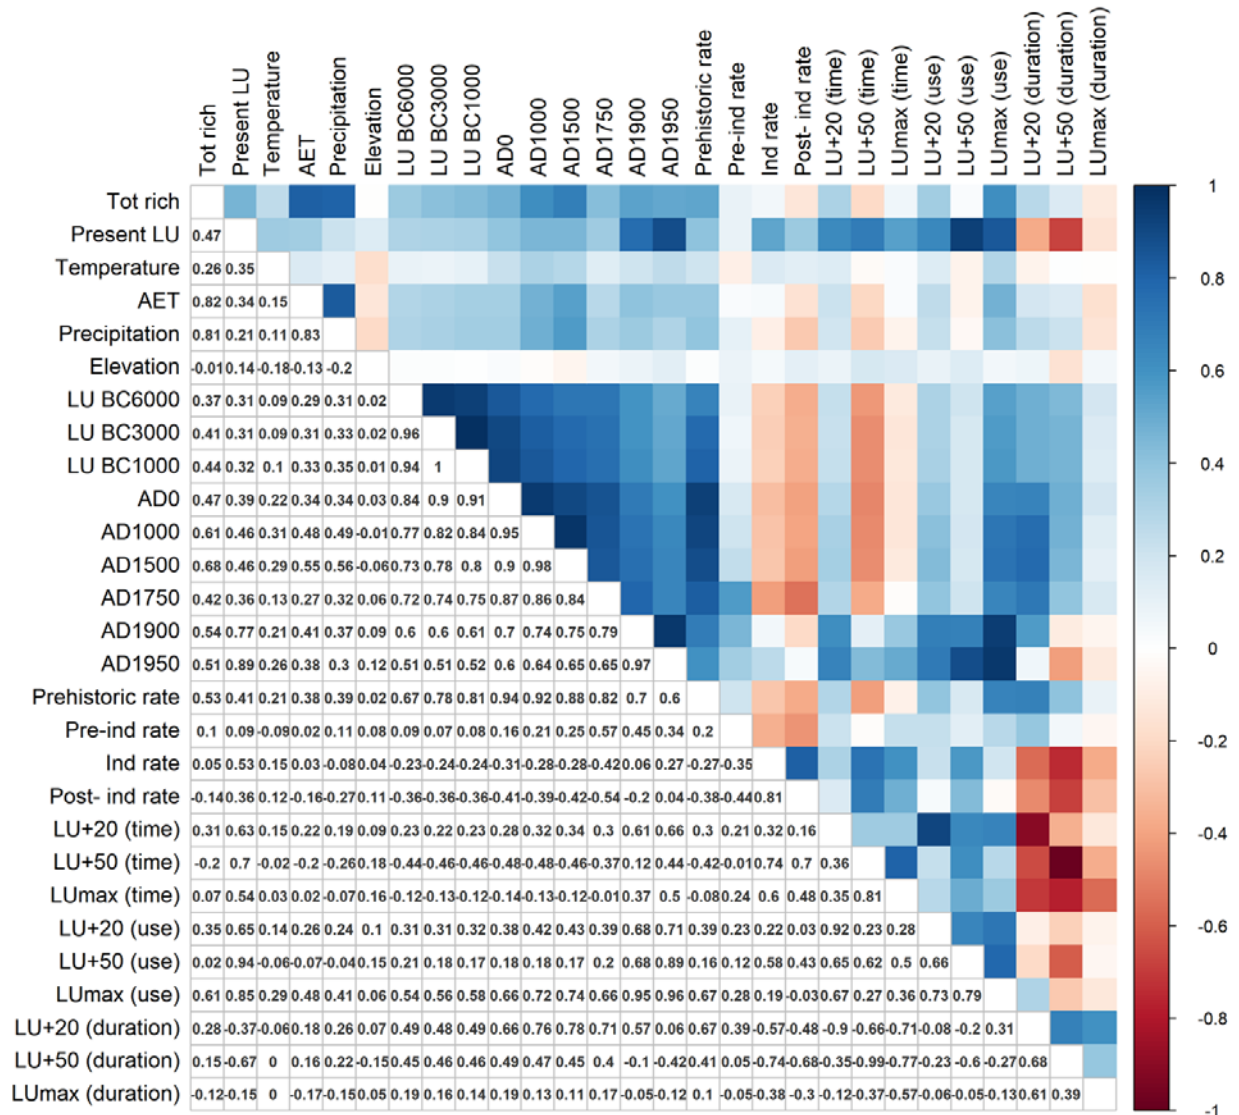 Tot rich
Present LU
Temperature
AET
Precipitation
Elevation
LU BC6000
LU BC3000
LU BC1000
AD0
AD1000
AD1500
AD1750
AD1900
AD1950
Prehistoric rate
Pre-ind rate
Ind rate
Post- ind rate
LU+20 (time)
LU+50 (time)
LUmax (time)
LU+20 (use)
LU+50 (use)
LUmax (use)
LU+20 (duration)
LU+50 (duration)
LUmax (duration)
Tot rich
Present LU 0.47
Temperature 0.26 0.35
AET 0.82 0.34 0.15
Precipitation 0.81 0.21 0.11 0.83
Elevation -0.01 0.14 -0.18 -0.13 -0.2
LU BC6000 0.37 0.31 0.09 0.29 0.31 0.02
LU BC3000 0.41 0.31 0.09 0.31 0.33 0.02 0.96
LU BC1000 0.44 0.32 0.1 0.33 0.35 0.01 0.94 1
AD0 0.47 0.39 0.22 0.34 0.34 0.03 0.84 0.9 0.91
AD1000 0.61 0.46 0.31 0.48 0.49 -0.01 0.77 0.82 0.84 0.95
AD1500 0.68 0.46 0.29 0.55 0.56 -0.06 0.73 0.78 0.8 0.9 0.98
AD1750 0.42 0.36 0.13 0.27 0.32 0.06 0.72 0.74 0.75 0.87 0.86 0.84
AD1900 0.54 0.77 0.21 0.41 0.37 0.09 0.6 0.6 0.61 0.7 0.74 0.75 0.79
AD1950 0.51 0.89 0.26 0.38 0.3 0.12 0.51 0.51 0.52 0.6 0.64 0.65 0.65 0.97
Prehistoric rate 0.53 0.41 0.21 0.38 0.39 0.02 0.67 0.78 0.81 0.94 0.92 0.88 0.82 0.7 0.6
Pre-ind rate 0.1 0.09 -0.09 0.02 0.11 0.08 0.09 0.07 0.08 0.16 0.21 0.25 0.57 0.45 0.34 0.2
Ind rate 0.05 0.53 0.15 0.03 -0.08 0.04 -0.23 -0.24 -0.24 -0.31 -0.28 -0.28 -0.42 0.06 0.27 -0.27 -0.35
Post- ind rate -0.14 0.36 0.12 -0.16 -0.27 0.11 -0.36 -0.36 -0.36 -0.41 -0.39 -0.42 -0.54 -0.2 0.04 -0.38 -0.44 0.81
LU+20 (time) 0.31 0.63 0.15 0.22 0.19 0.09 0.23 0.22 0.23 0.28 0.32 0.34 0.3 0.61 0.66 0.3 0.21 0.32 0.16
LU+50 (time) -0.2 0.7 -0.02 -0.2 -0.26 0.18 -0.44 -0.46 -0.46 -0.48 -0.48 -0.46 -0.37 0.12 0.44 -0.42 -0.01 0.74 0.7 0.36
LUmax (time) 0.07 0.54 0.03 0.02 -0.07 0.16 -0.12 -0.13 -0.12 -0.14 -0.13 -0.12 -0.01 0.37 0.5 -0.08 0.24 0.6 0.48 0.35 0.81
LU+20 (use) 0.35 0.65 0.14 0.26 0.24 0.1 0.31 0.31 0.32 0.38 0.42 0.43 0.39 0.68 0.71 0.39 0.23 0.22 0.03 0.92 0.23 0.28
LU+50 (use) 0.02 0.94 -0.06 -0.07 -0.04 0.15 0.21 0.18 0.17 0.18 0.18 0.17 0.2 0.68 0.89 0.16 0.12 0.58 0.43 0.65 0.62 0.5 0.66
LUmax (use) 0.61 0.85 0.29 0.48 0.41 0.06 0.54 0.56 0.58 0.66 0.72 0.74 0.66 0.95 0.96 0.67 0.28 0.19 -0.03 0.67 0.27 0.36 0.73 0.79
LU+20 (duration) 0.28 -0.37 -0.06 0.18 0.26 0.07 0.49 0.48 0.49 0.66 0.76 0.78 0.71 0.57 0.06 0.67 0.39 -0.57 -0.48 -0.9 -0.66 -0.71 -0.08 -0.2 0.31
LU+50 (duration) 0.15 -0.67 0 0.16 0.22 -0.15 0.45 0.46 0.46 0.49 0.47 0.45 0.4 -0.1 -0.42 0.41 0.05 -0.74 -0.68 -0.35 -0.99 -0.77 -0.23 -0.6 -0.27 0.68
LUmax (duration) -0.12 -0.15 0 -0.17 -0.15 0.05 0.19 0.16 0.14 0.19 0.13 0.11 0.17 -0.05 -0.12 0.1 -0.05 -0.38 -0.3 -0.12 -0.37 -0.57 -0.06 -0.05 -0.13 0.61 0.39
1
0.8
0.6
0.4
0.2
0
-0.2
-0.4
-0.6
-0.8
-1